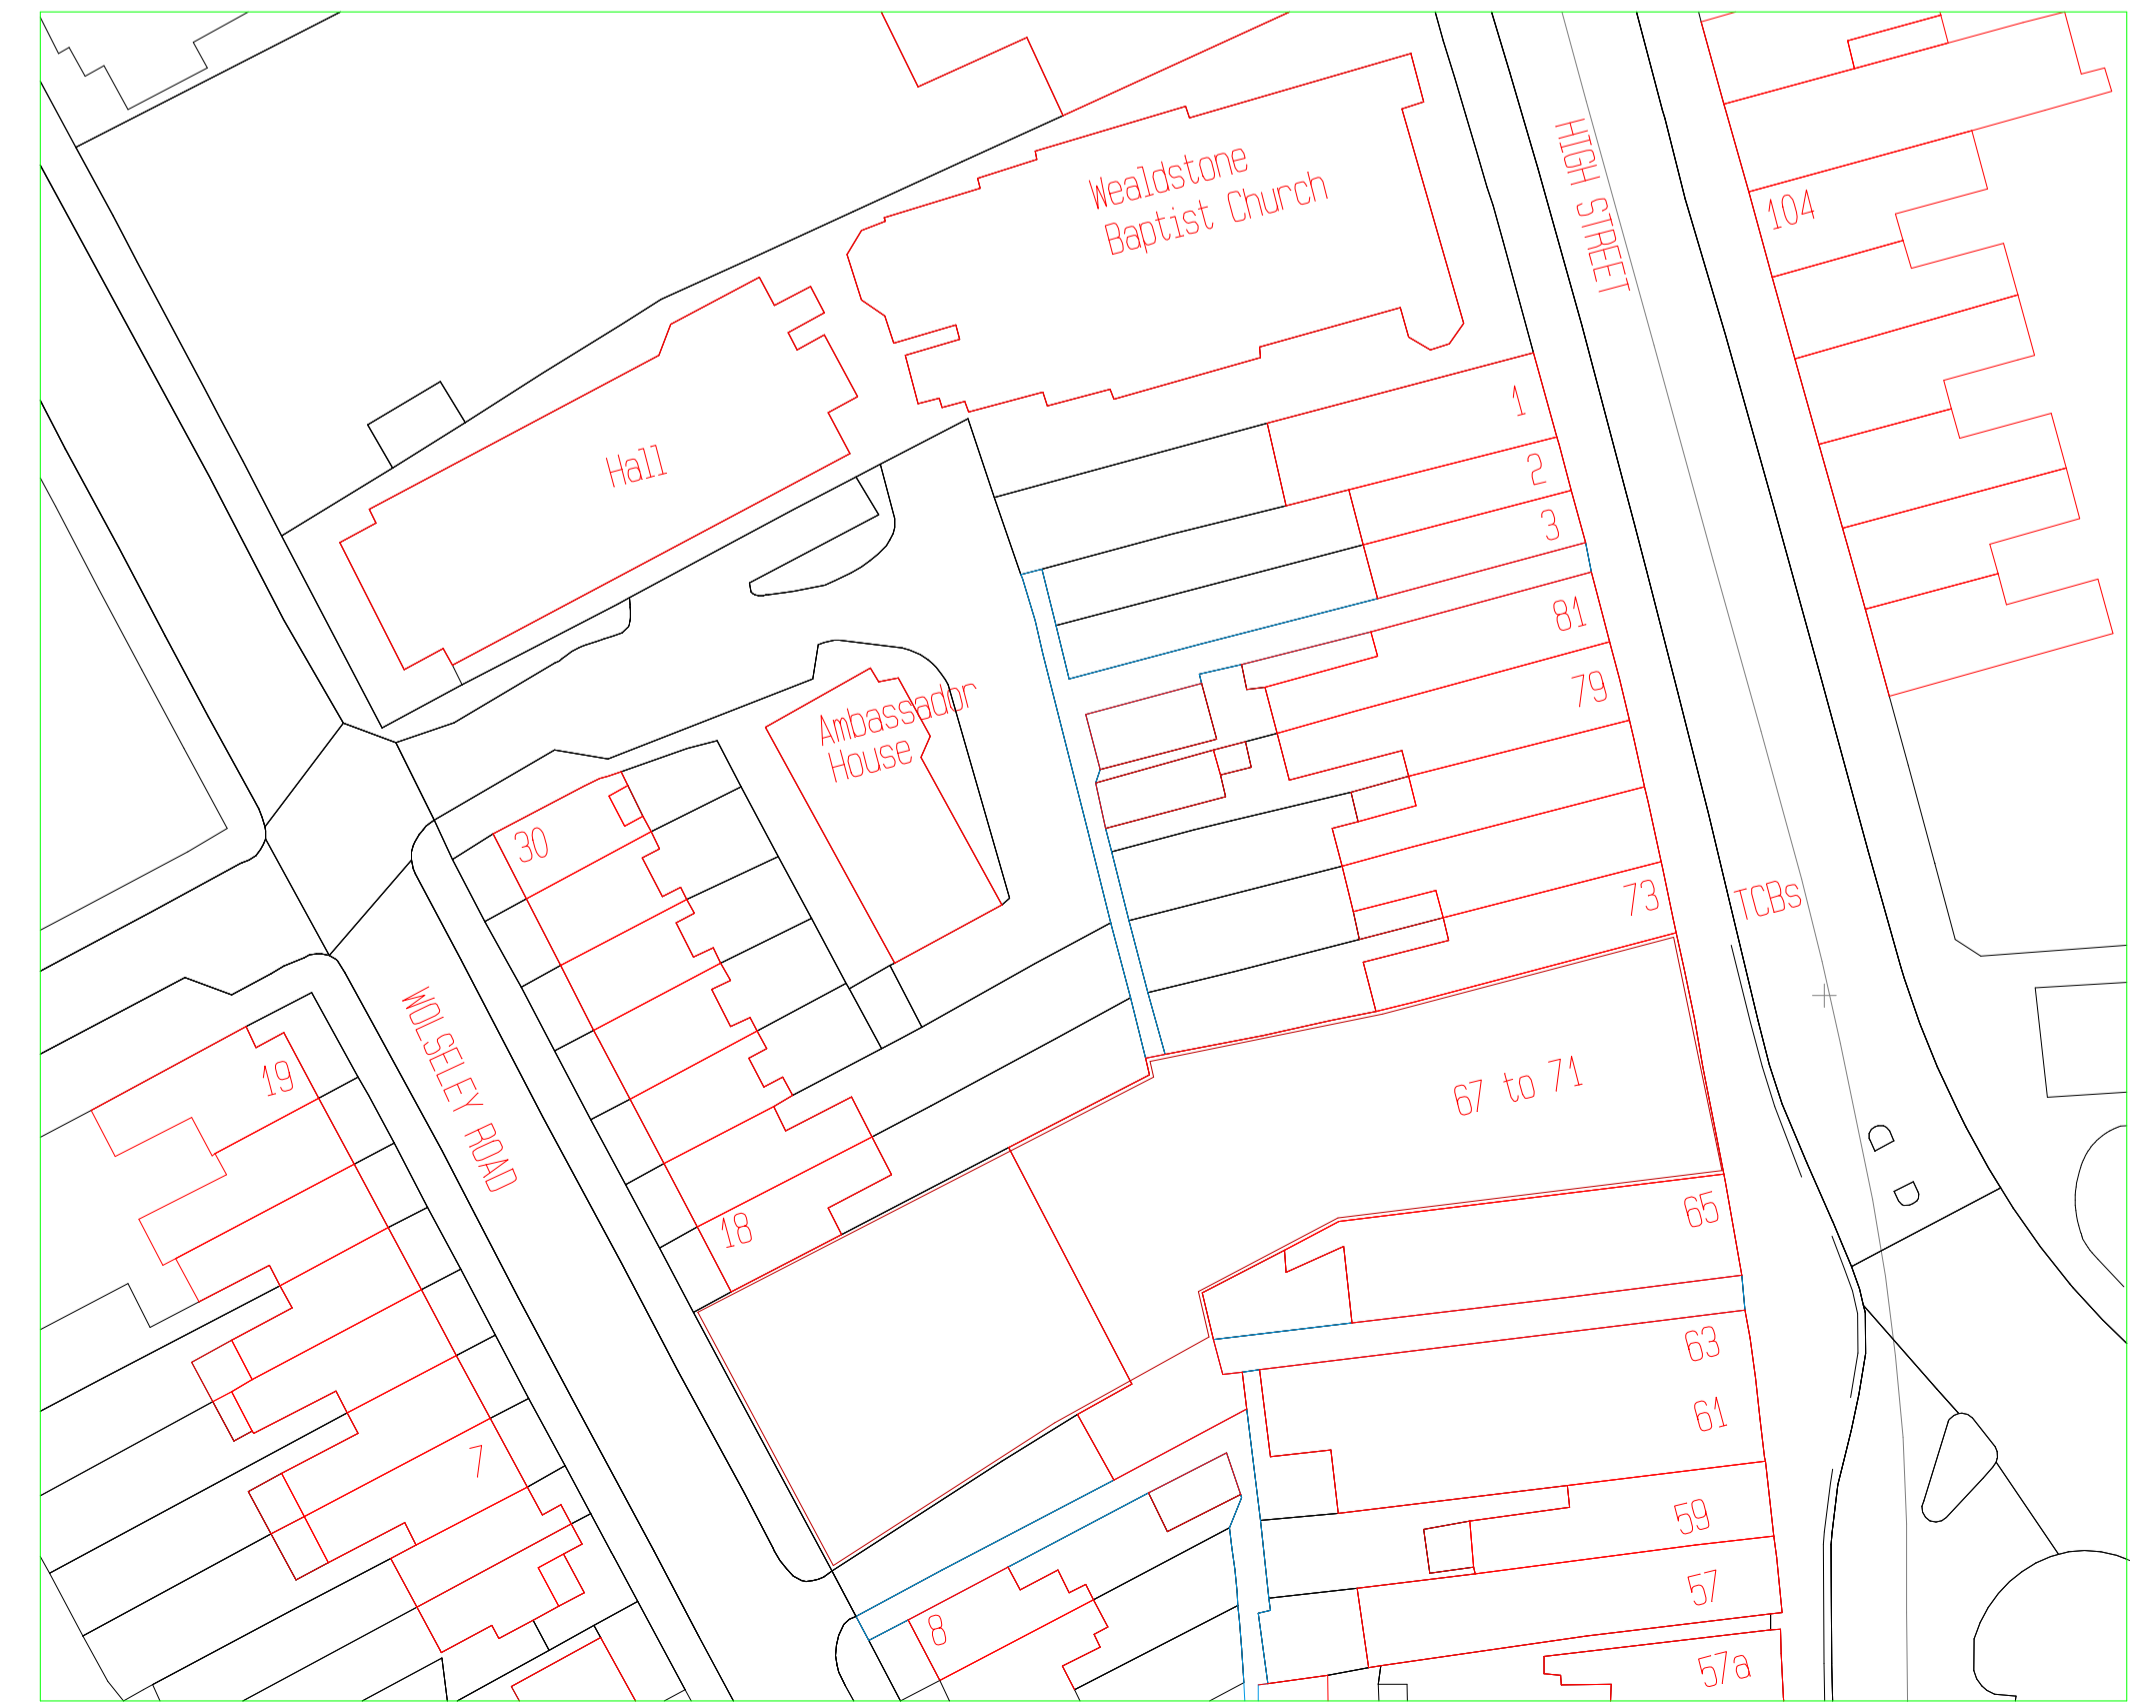 Wealdstone
Baptist Church
HIGH STREET
104
1
Hall
2
3
81
79
Ambassador
House
30
73
TCBs
WOLSELEY ROAD
19
67 to 71
65
18
63
61
7
59
57
8
57a